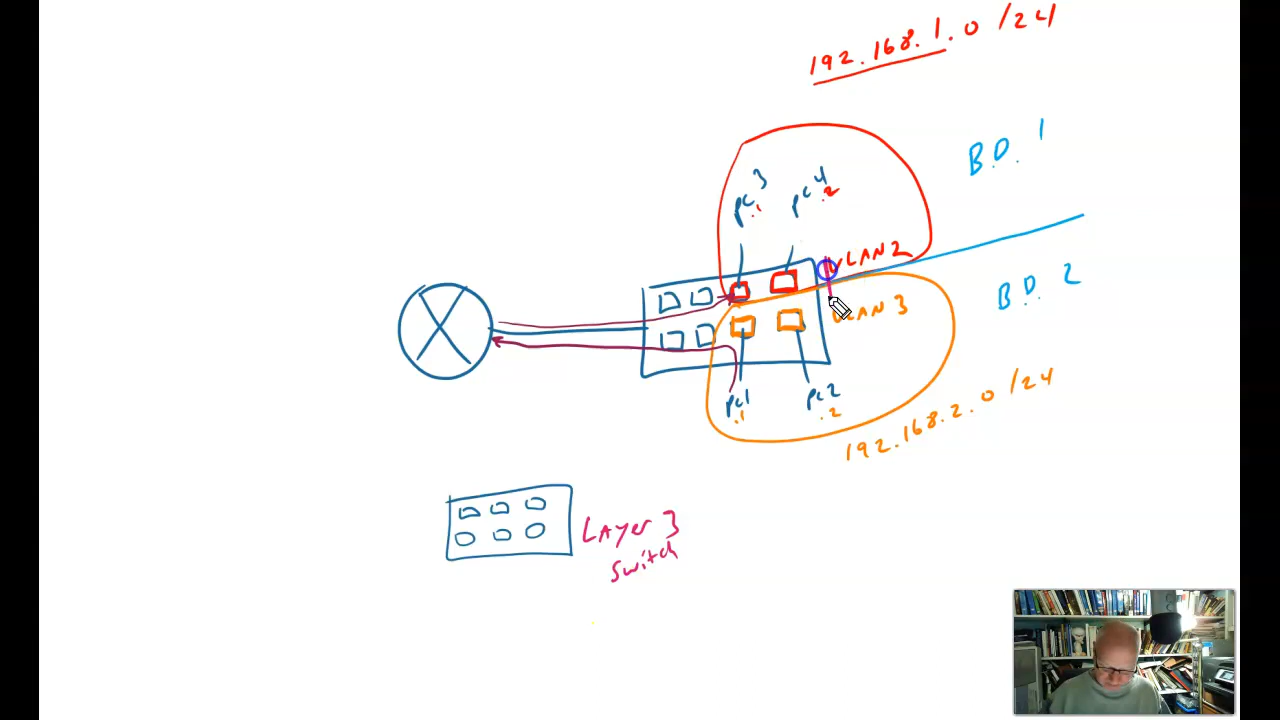 192.168.1.0 /24
B.D. 1
pc3 pc4
.1 .2
VLAN2
B.D. 2
VLAN 3
pc1 pc2
.1 .2
192.168.2.0 /24
LAyer 3
Switch